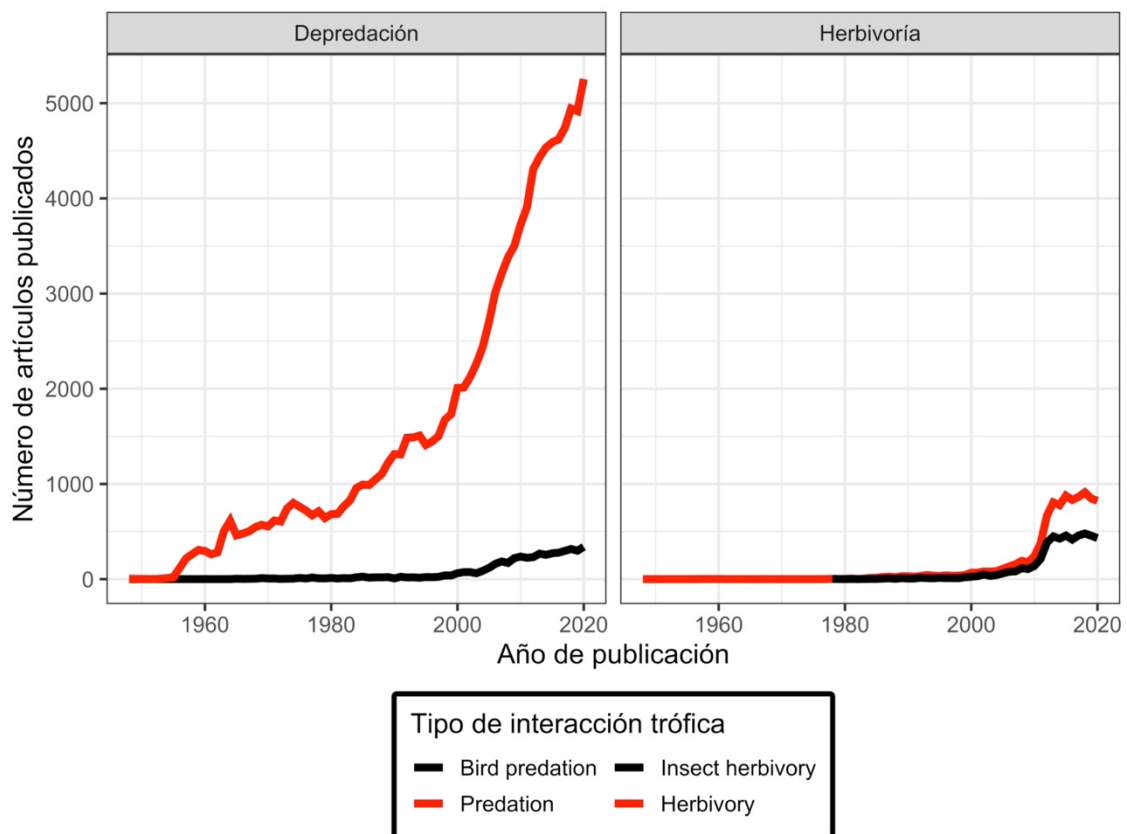 Depredación
Herbivoría
Número de artículos publicados
5000
4000
3000
2000
1000
0
1960 1980 2000 2020
1960 1980 2000 2020
Año de publicación
Tipo de interacción trófica
Bird predation Insect herbivory
Predation Herbivory